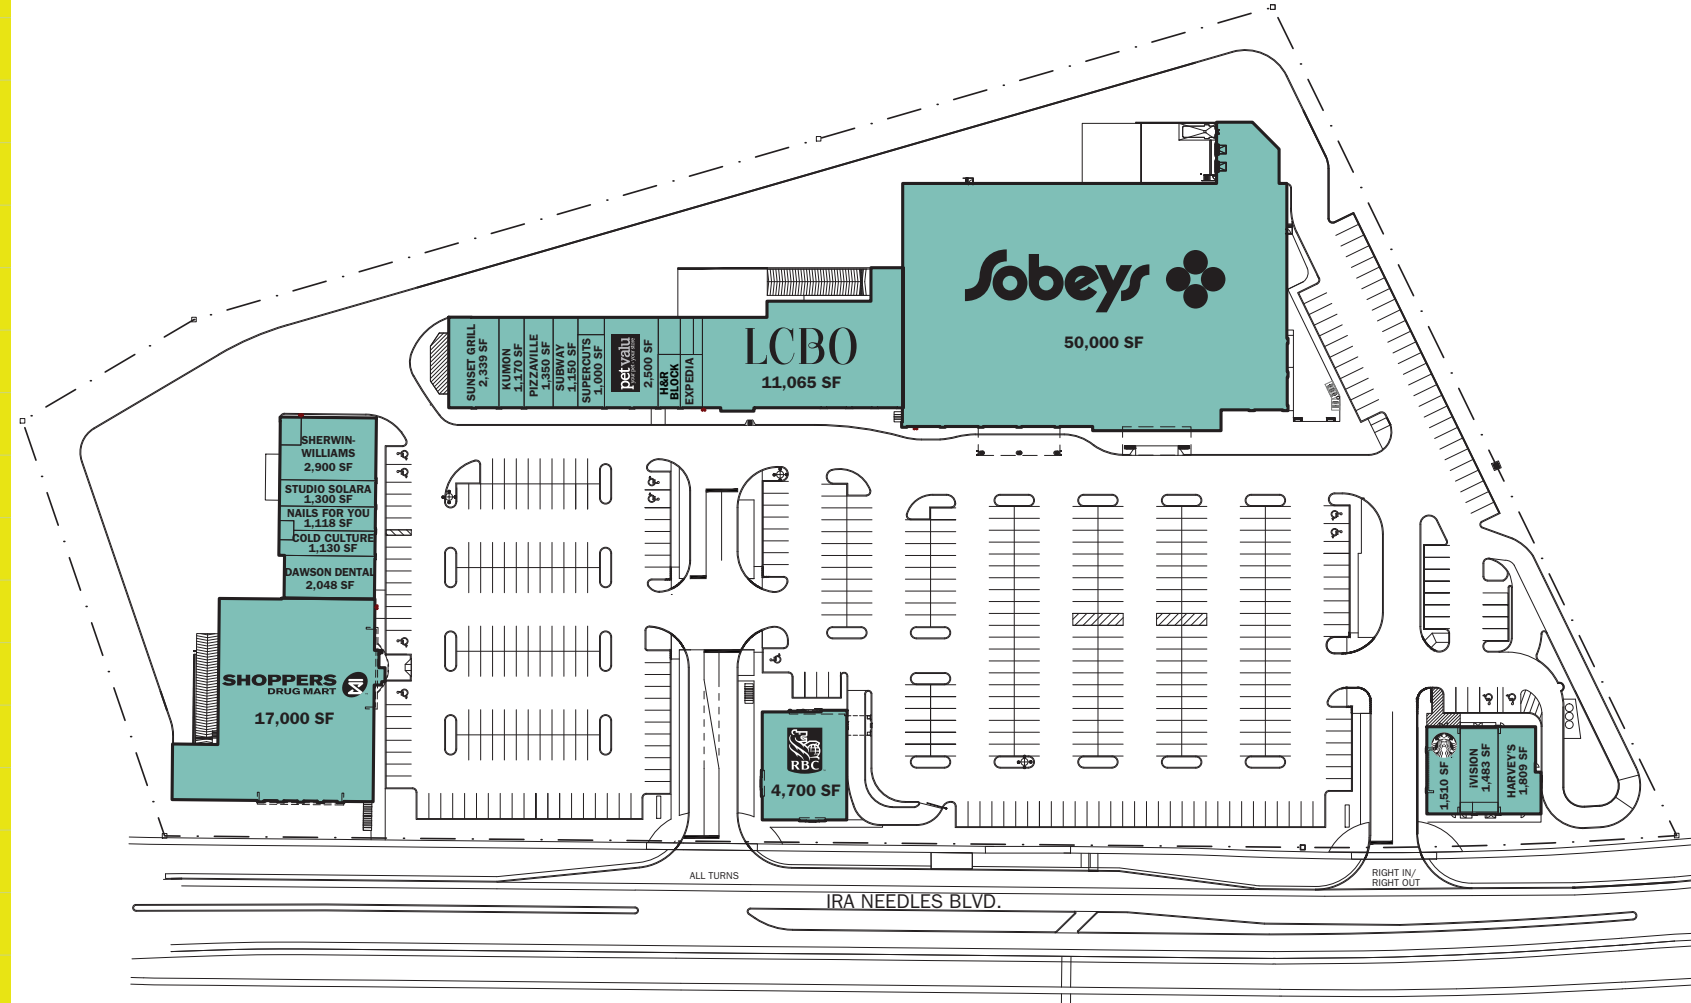 Sobeys
50,000 SF
LCBO
11,065 SF
SUNSET GRILL
2,339 SF
KUMON
1,170 SF
PIZZAVILLE
1,350 SF
SUBWAY
1,150 SF
SUPERCUTS
1,000 SF
petvalu
your pet · your store
2,500 SF
H&R
BLOCK
EXPEDIA
SHERWIN-
WILLIAMS
2,900 SF
STUDIO SOLARA
1,300 SF
NAILS FOR YOU
1,118 SF
COLD CULTURE
1,130 SF
DAWSON DENTAL
2,048 SF
SHOPPERS
DRUG MART
17,000 SF
RBC
4,700 SF
1,510 SF
iVISION
1,483 SF
HARVEY'S
1,809 SF
ALL TURNS
RIGHT IN/
RIGHT OUT
IRA NEEDLES BLVD.